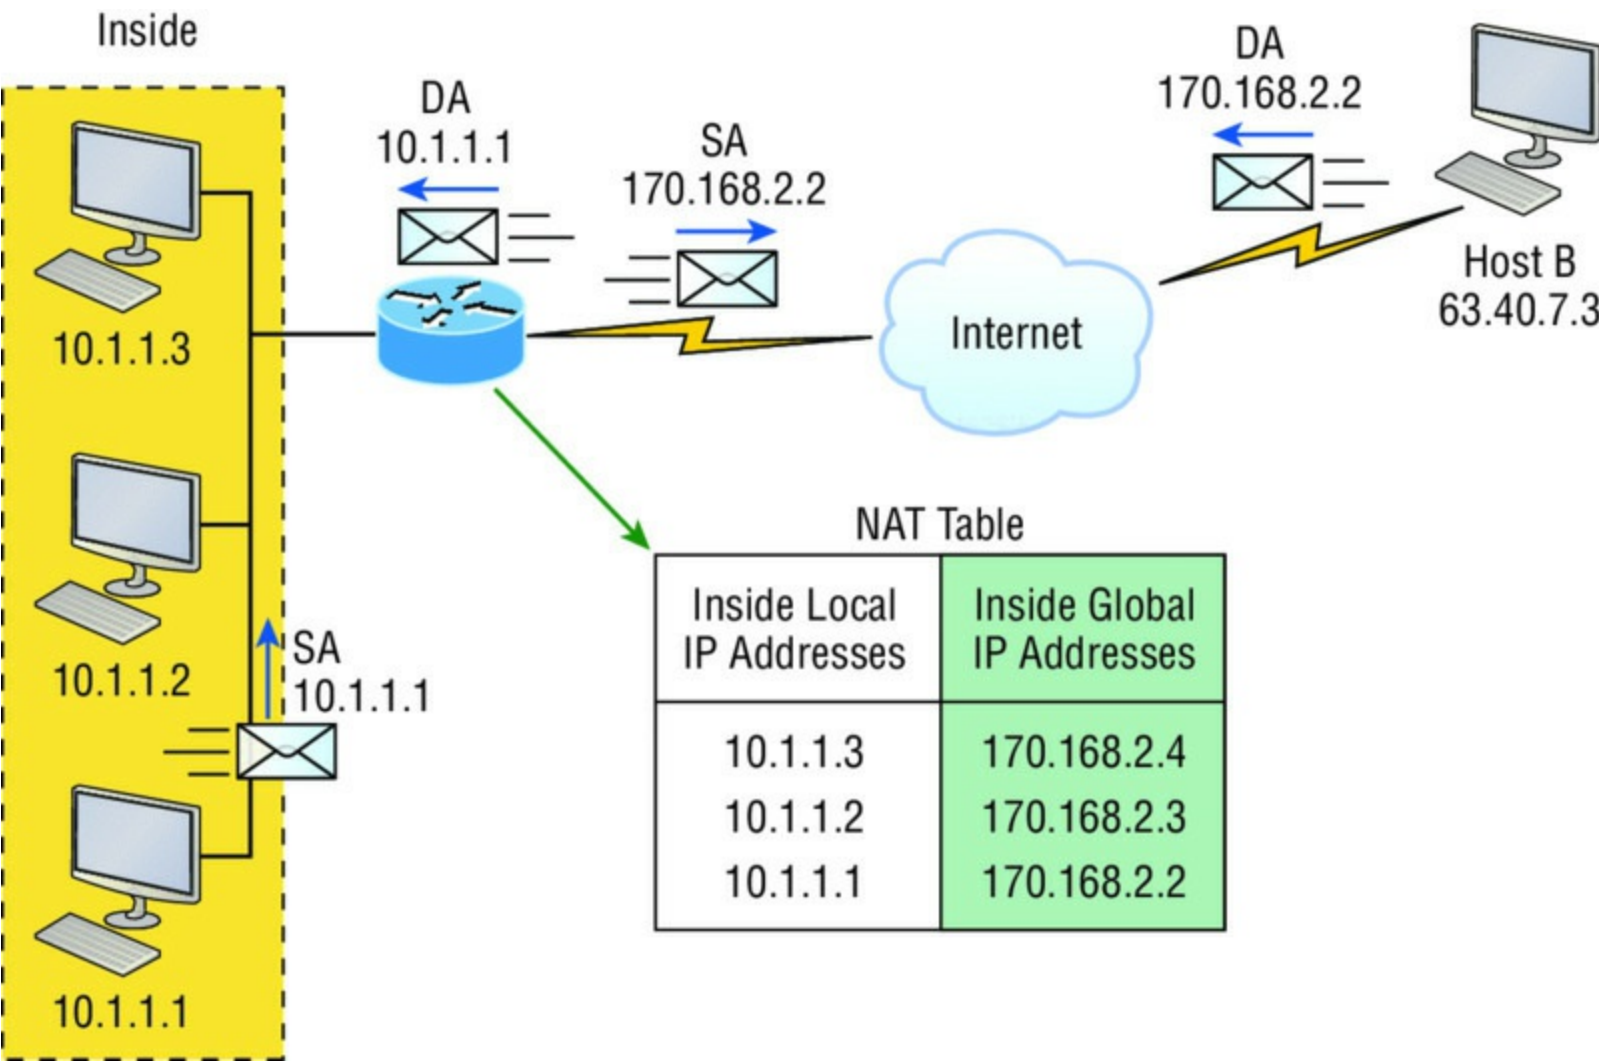 Inside
DA
10.1.1.1
SA
170.168.2.2
DA
170.168.2.2
Host B
63.40.7.3
Internet
10.1.1.3
10.1.1.2
SA
10.1.1.1
10.1.1.1
NAT Table
Inside Local
IP Addresses
Inside Global
IP Addresses
10.1.1.3 170.168.2.4
10.1.1.2 170.168.2.3
10.1.1.1 170.168.2.2